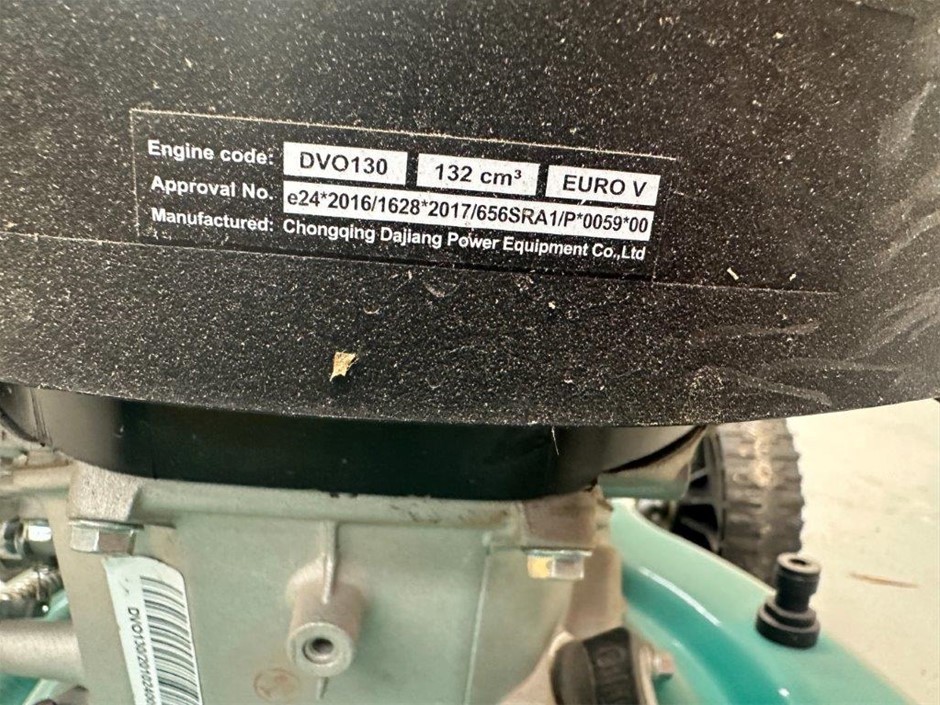 Engine code: DVO130 132 cm³ EURO V
Approval No. e24*2016/1628*2017/656SRA1/P*0059*00
Manufactured: Chongqing Dajiang Power Equipment Co.,Ltd